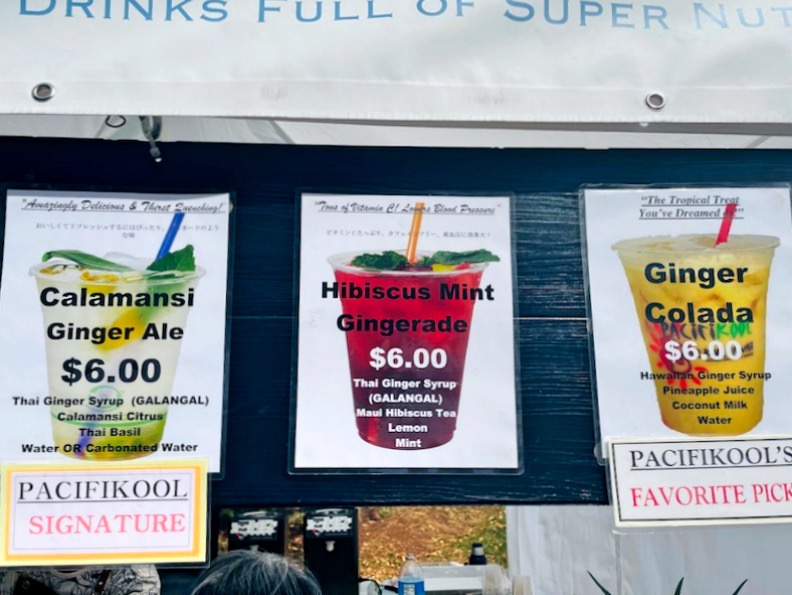 DRINKS FULL OF SUPER NUT
"Amazingly Delicious & Thirst Quenching!"
Calamansi
Ginger Ale
$6.00
Thai Ginger Syrup (GALANGAL)
Calamansi Citrus
Thai Basil
Water OR Carbonated Water
PACIFIKOOL
SIGNATURE
"Tons of Vitamin C! Lowers Blood Pressure"
Hibiscus Mint
Gingerade
$6.00
Thai Ginger Syrup
(GALANGAL)
Maui Hibiscus Tea
Lemon
Mint
"The Tropical Treat
You've Dreamed of"
Ginger
Colada
PACIFIKOOL
$6.00
Hawaiian Ginger Syrup
Pineapple Juice
Coconut Milk
Water
PACIFIKOOL'S
FAVORITE PICK